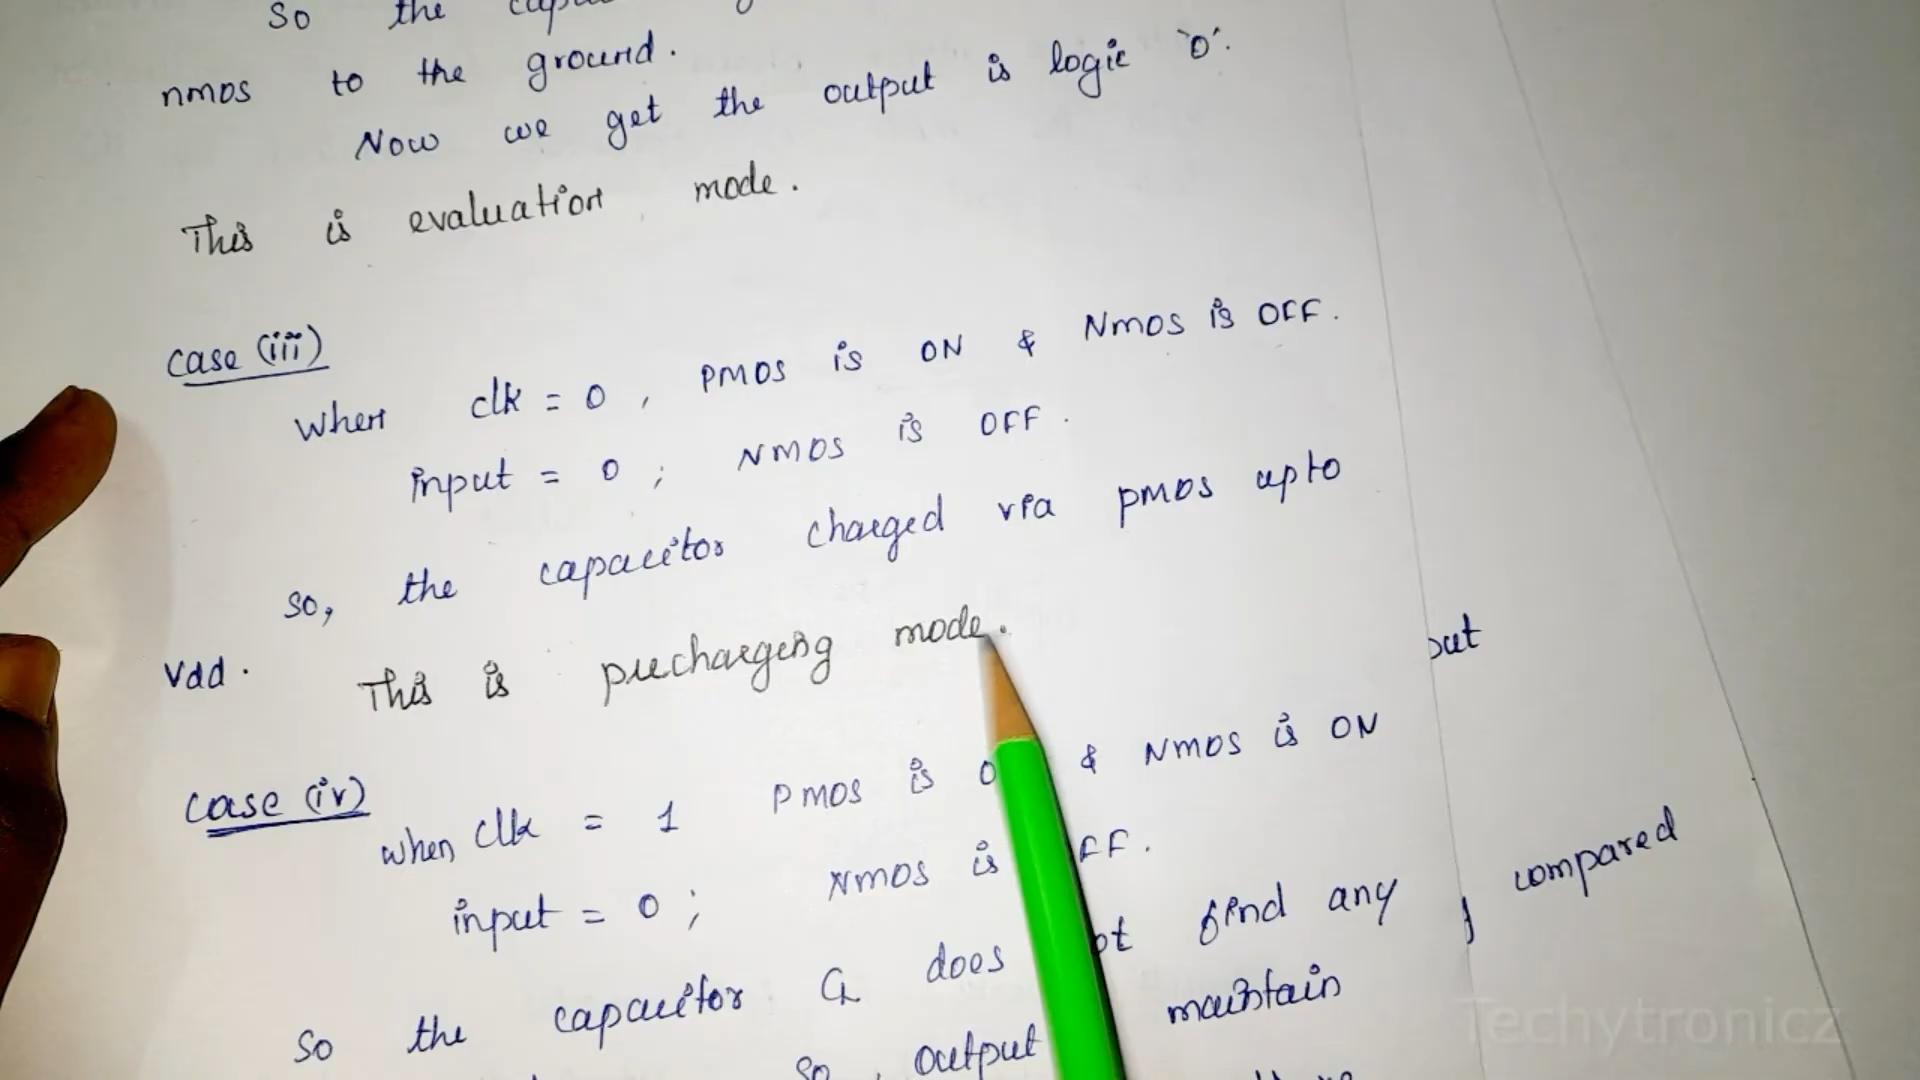 So the
nmos to the ground.
Now we get the output is logic '0'.
This is evaluation mode.
Case (iii)
When clk = 0, PMOS is ON & Nmos is OFF.
input = 0; NMOS is OFF.
So, the capacitor charged via pmos upto
Vdd.
This is precharging mode.
out
Case (iv)
when Clk = 1 PMOS is & NMOS is ON
input = 0; NMOS is
So the capacitor CL does find any
compared
So, output maintain
Techytronicz